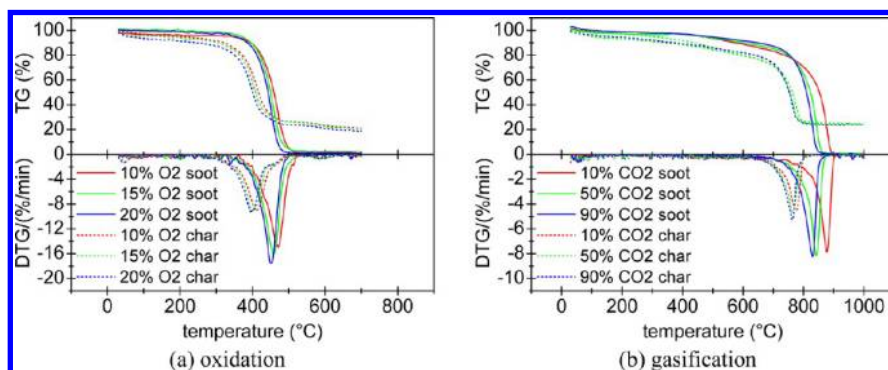 TG (%)
100
80
60
40
20
0
DTG/(%/min)
0
-4
-8
-12
-16
-20
10% O2 soot
15% O2 soot
20% O2 soot
10% O2 char
15% O2 char
20% O2 char
0 200 400 600 800
temperature (°C)
(a) oxidation
TG (%)
100
80
60
40
20
0
DTG/(%/min)
0
-2
-4
-6
-8
-10
10% CO2 soot
50% CO2 soot
90% CO2 soot
10% CO2 char
50% CO2 char
90% CO2 char
0 200 400 600 800 1000
temperature (°C)
(b) gasification